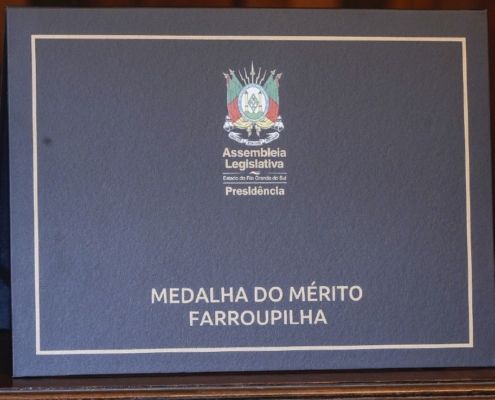 Assembleia
Legislativa
Estado do Rio Grande do Sul
Presidência
MEDALHA DO MÉRITO
FARROUPILHA